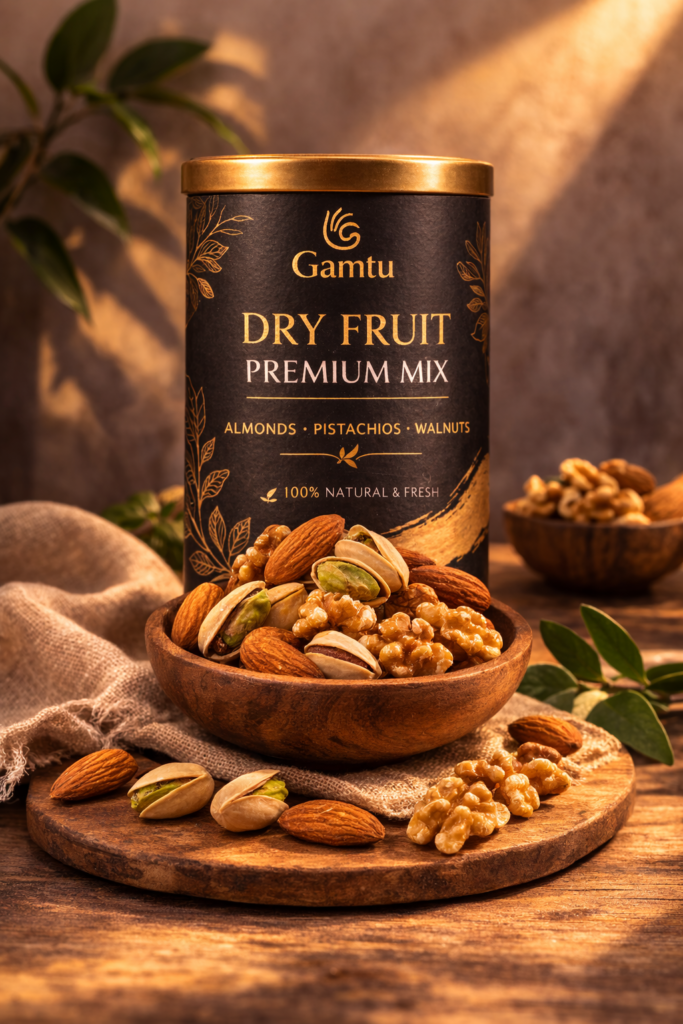 Gamtu
DRY FRUIT
PREMIUM MIX
ALMONDS · PISTACHIOS · WALNUTS
100% NATURAL & FRESH